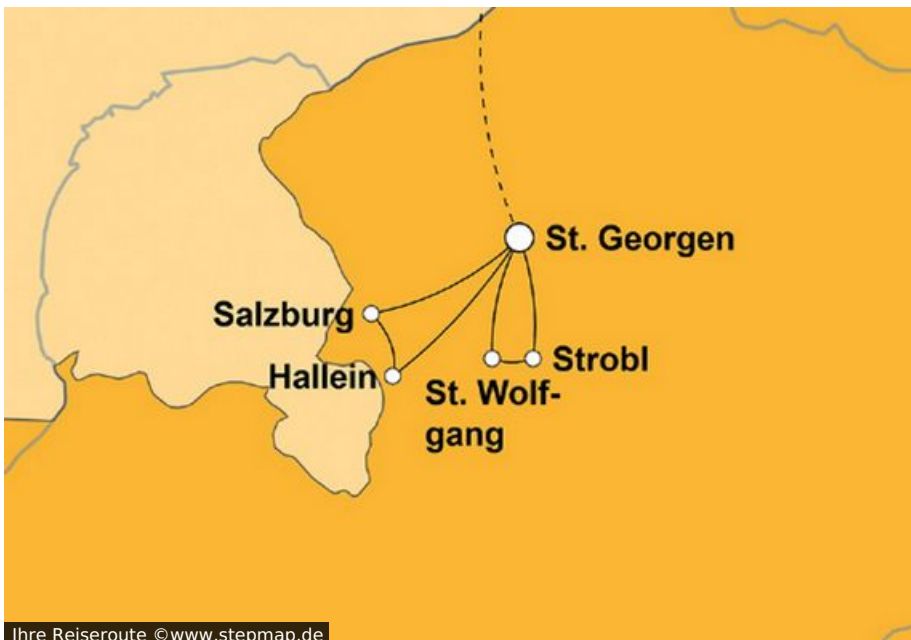 St. Georgen
Salzburg
Hallein
Strobl
St. Wolf-
gang
Ihre Reiseroute ©www.stepmap.de